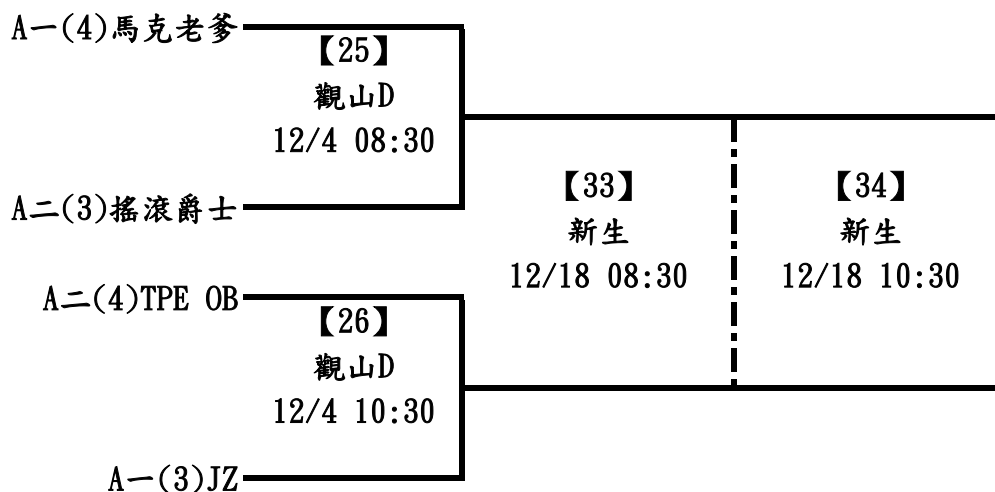 A一(4)馬克老爹
【25】
觀山D
12/4 08:30
A二(3)搖滾爵士
【33】
新生
12/18 08:30
【34】
新生
12/18 10:30
A二(4)TPE OB
【26】
觀山D
12/4 10:30
A一(3)JZ